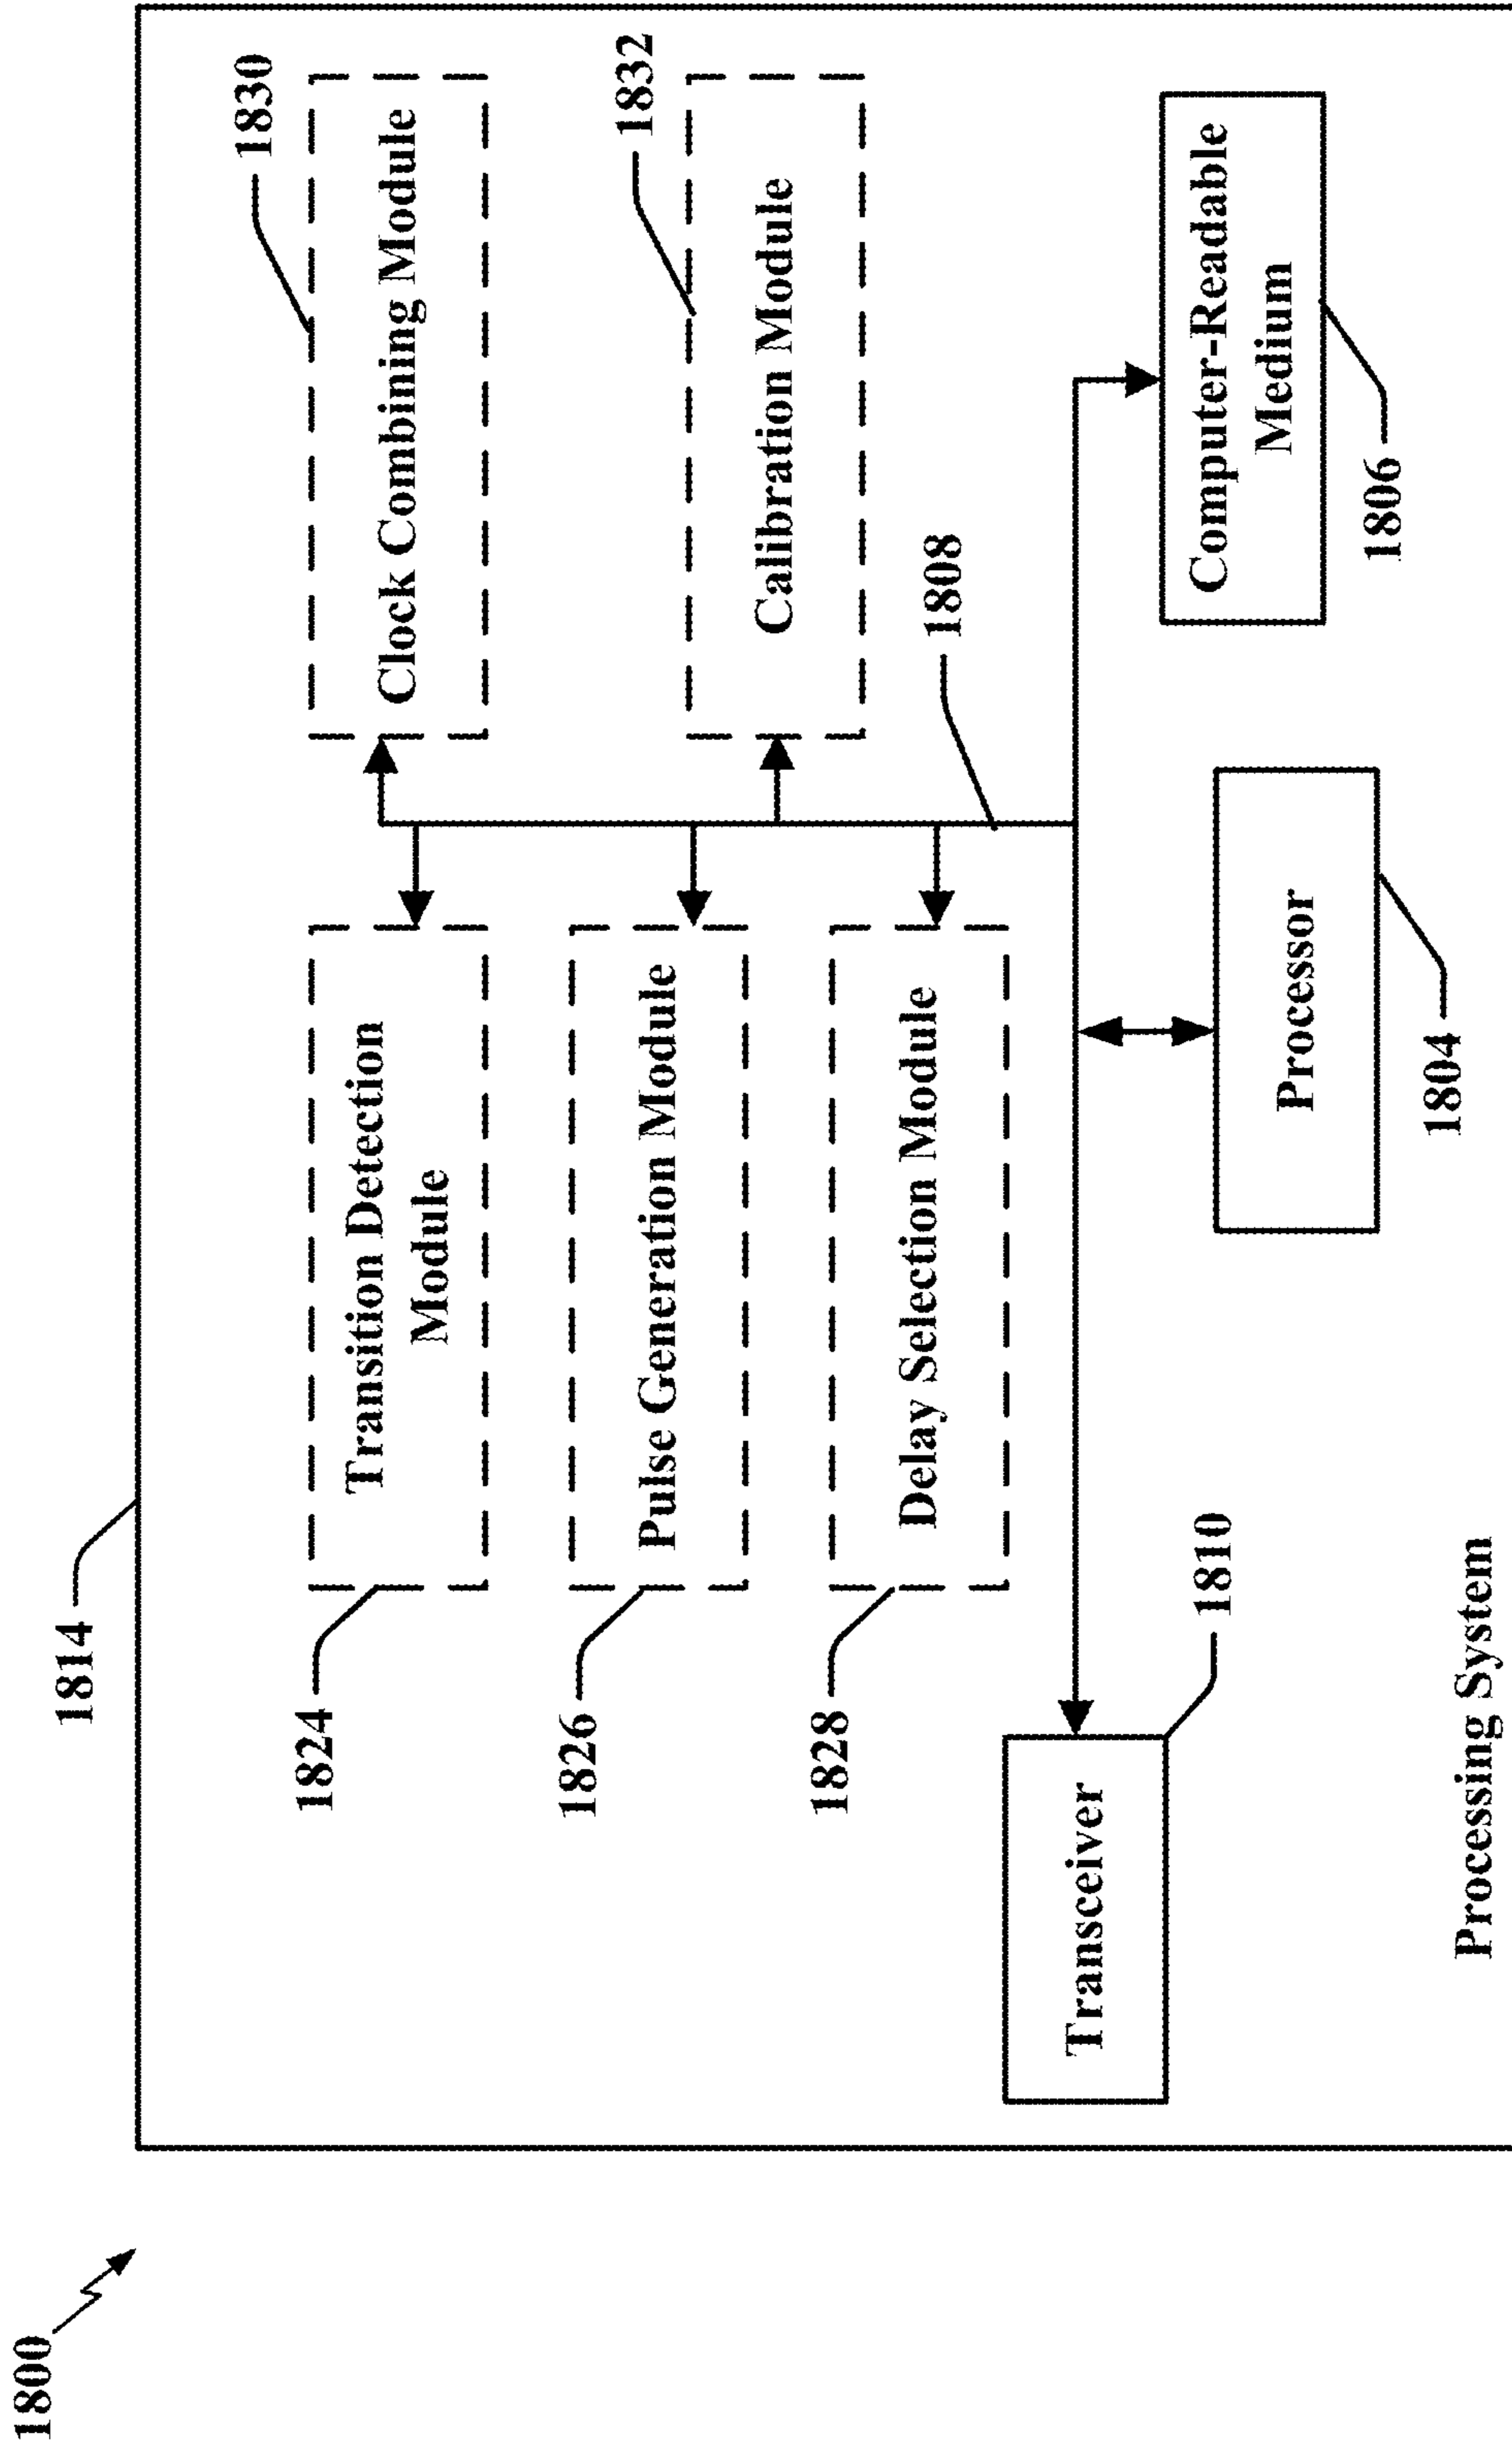 1800
1814
1824
Transition Detection
Module
1830
Clock Combining Module
1826
Pulse Generation Module
1832
Calibration Module
1828
Delay Selection Module
1808
Transceiver
1810
Processor
1804
Computer-Readable
Medium
1806
Processing System